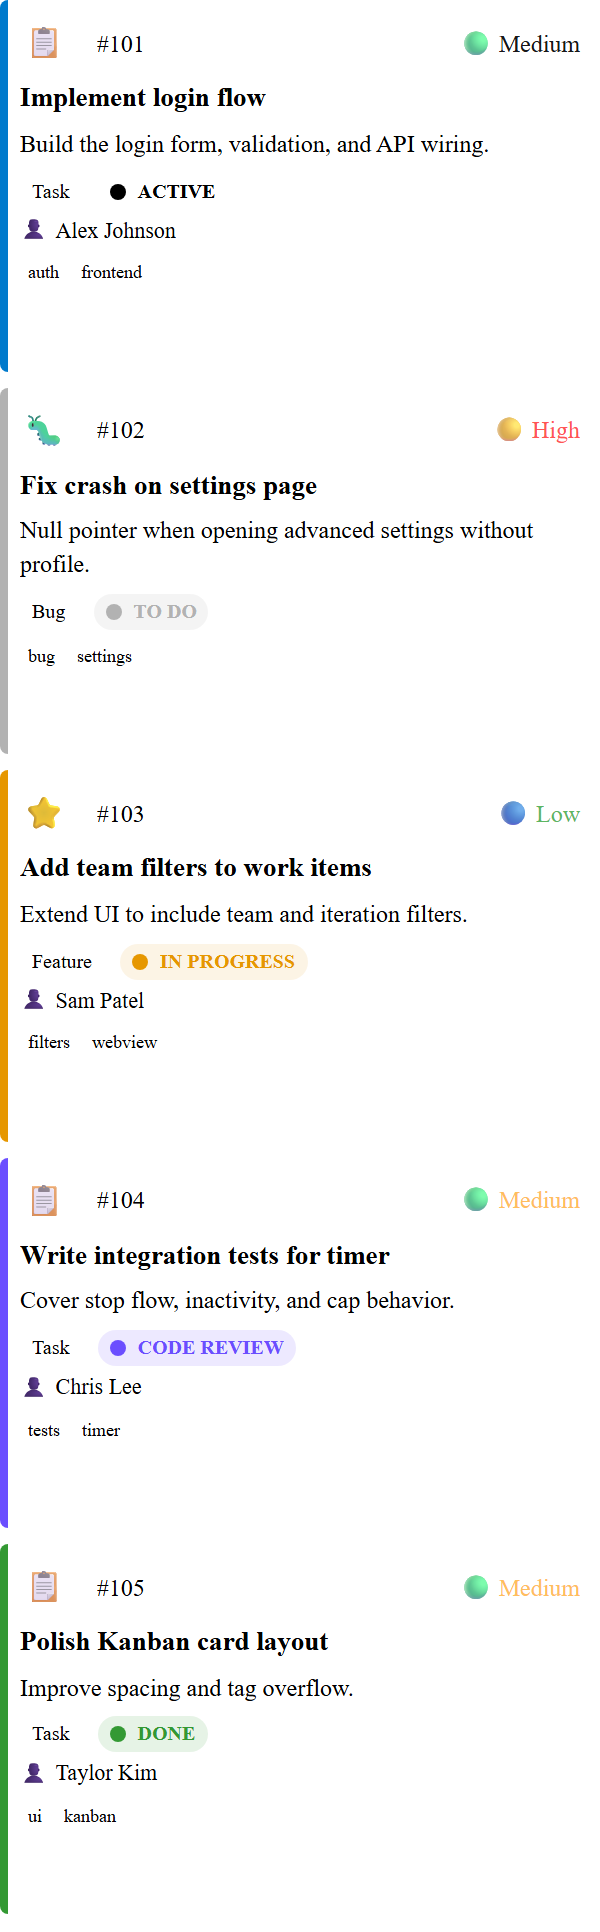 #101 Medium
Implement login flow
Build the login form, validation, and API wiring.
Task ACTIVE
Alex Johnson
auth frontend
#102 High
Fix crash on settings page
Null pointer when opening advanced settings without
profile.
Bug TO DO
bug settings
#103 Low
Add team filters to work items
Extend UI to include team and iteration filters.
Feature IN PROGRESS
Sam Patel
filters webview
#104 Medium
Write integration tests for timer
Cover stop flow, inactivity, and cap behavior.
Task CODE REVIEW
Chris Lee
tests timer
#105 Medium
Polish Kanban card layout
Improve spacing and tag overflow.
Task DONE
Taylor Kim
ui kanban